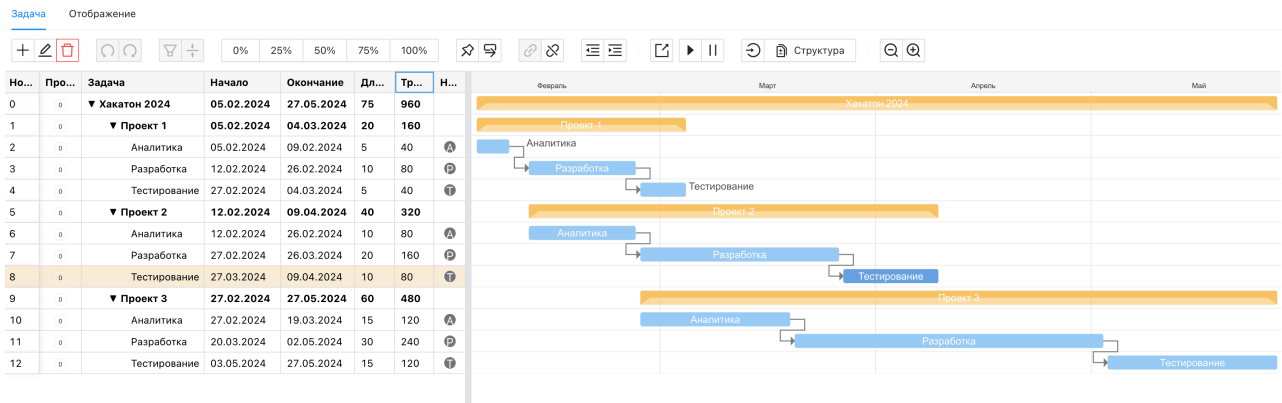 Задача Отображение
0% 25% 50% 75% 100% Структура
Но... Про... Задача Начало Окончание Дл... Тр... Н... Февраль Март Апрель Май
0 0 ▼ Хакатон 2024 05.02.2024 27.05.2024 75 960 Хакатон 2024
1 0 ▼ Проект 1 05.02.2024 04.03.2024 20 160 Проект 1
2 0 Аналитика 05.02.2024 09.02.2024 5 40 А Аналитика
3 0 Разработка 12.02.2024 26.02.2024 10 80 Р Разработка
4 0 Тестирование 27.02.2024 04.03.2024 5 40 Т Тестирование
5 0 ▼ Проект 2 12.02.2024 09.04.2024 40 320 Проект 2
6 0 Аналитика 12.02.2024 26.02.2024 10 80 А Аналитика
7 0 Разработка 27.02.2024 26.03.2024 20 160 Р Разработка
8 0 Тестирование 27.03.2024 09.04.2024 10 80 Т Тестирование
9 0 ▼ Проект 3 27.02.2024 27.05.2024 60 480 Проект 3
10 0 Аналитика 27.02.2024 19.03.2024 15 120 А Аналитика
11 0 Разработка 20.03.2024 02.05.2024 30 240 Р Разработка
12 0 Тестирование 03.05.2024 27.05.2024 15 120 Т Тестирование